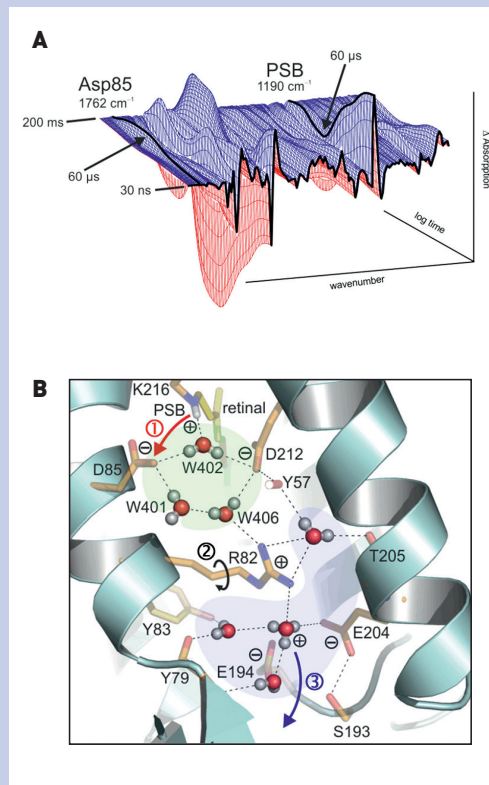 A
Asp85
1762 cm⁻¹
PSB
1190 cm⁻¹
60 µs
200 ms
60 µs
30 ns
Δ Absorpption
log time
wavenumber
B
K216
PSB
retinal
①
⊕
⊖
⊖
D85
W402
D212
W401
Y57
W406
②
R82
⊕
T205
Y83
E204
⊖
⊕
⊖
Y79
E194
③
S193